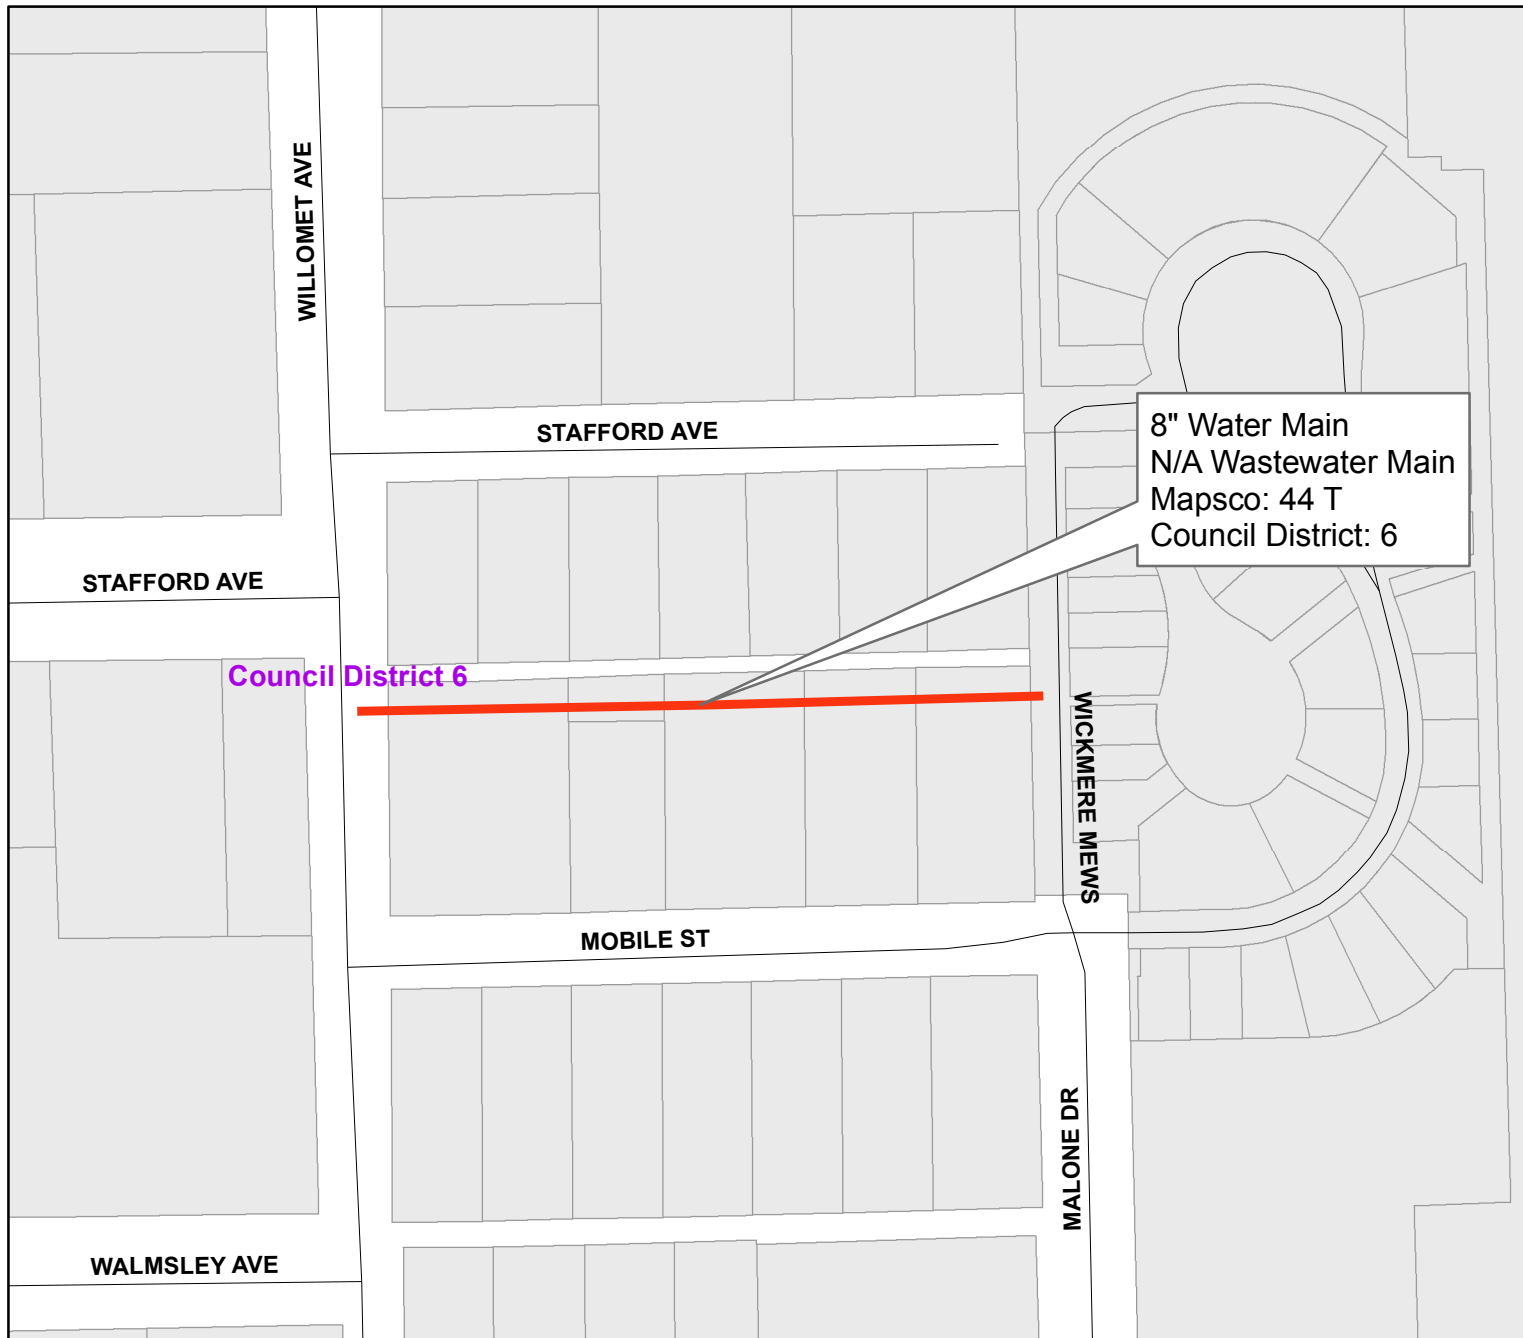 WILLOMET AVE
STAFFORD AVE
8" Water Main
N/A Wastewater Main
Mapsco: 44 T
Council District: 6
STAFFORD AVE
Council District 6
WICKMERE MEWS
MOBILE ST
MALONE DR
WALMSLEY AVE